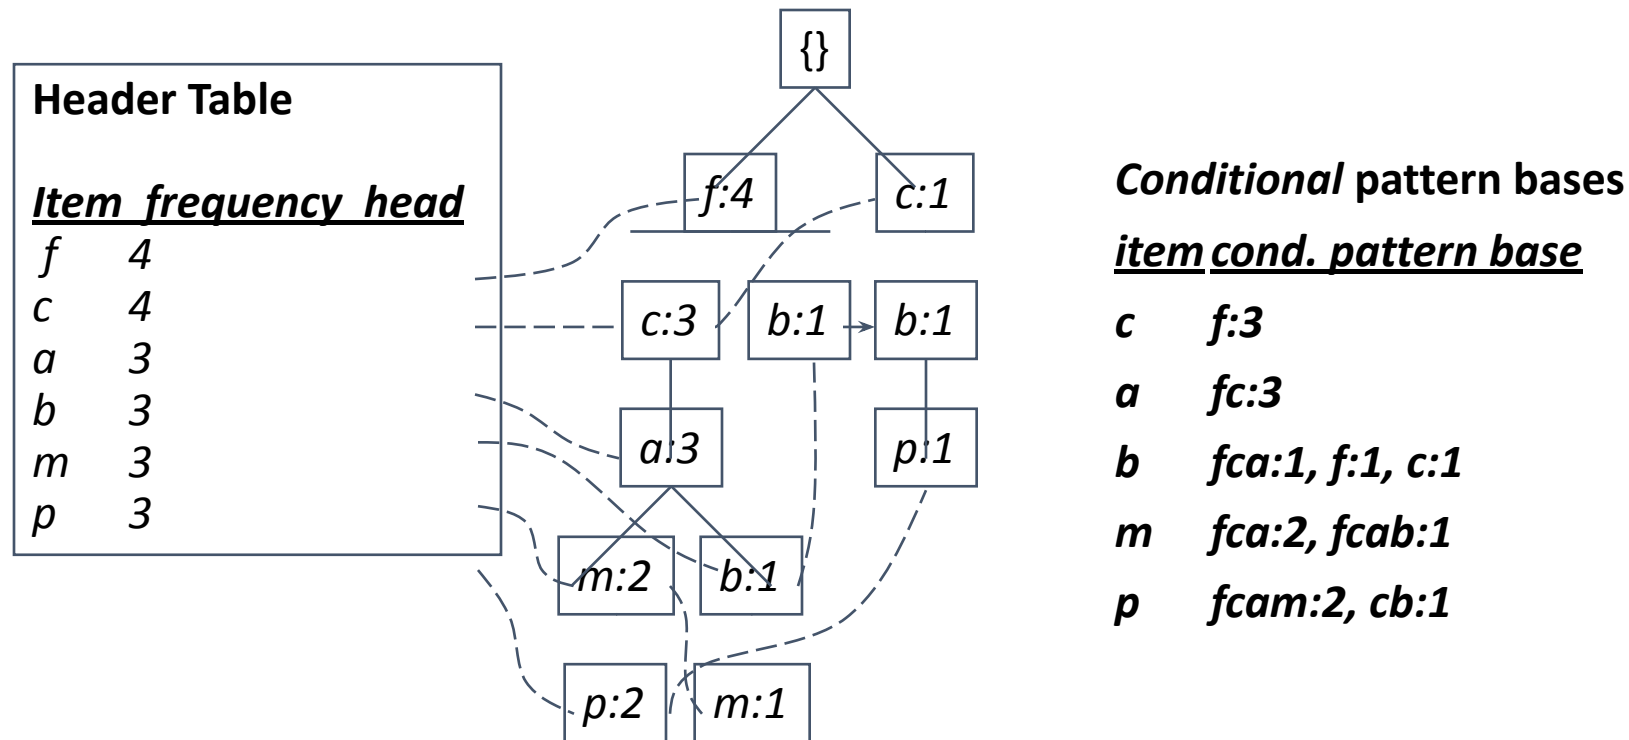 Header Table
Item frequency head
f 4
c 4
a 3
b 3
m 3
p 3
{}
f:4 c:1
c:3 b:1 b:1
a:3 p:1
m:2 b:1
p:2 m:1
Conditional pattern bases
item cond. pattern base
c f:3
a fc:3
b fca:1, f:1, c:1
m fca:2, fcab:1
p fcam:2, cb:1